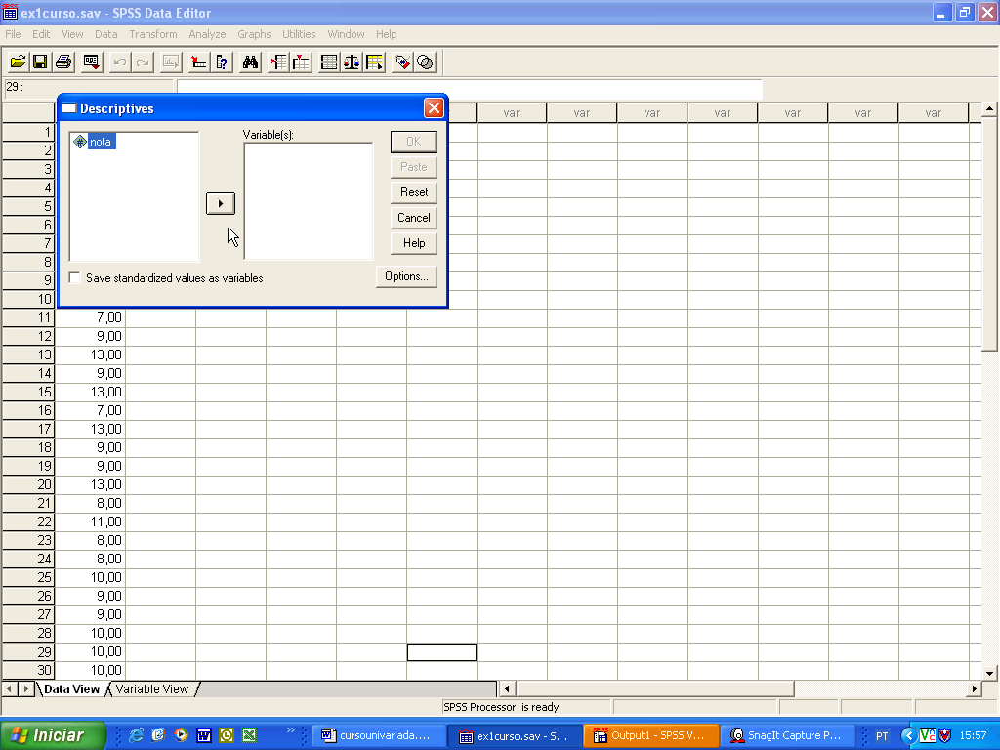 ex1curso.sav - SPSS Data Editor
File Edit View Data Transform Analyze Graphs Utilities Window Help
29 :
Descriptives
var var var var var var var
nota
Variable(s):
OK
Paste
Reset
Cancel
Help
Save standardized values as variables
Options...
1
2
3
4
5
6
7
8
9
10
11 7,00
12 9,00
13 13,00
14 9,00
15 13,00
16 7,00
17 13,00
18 9,00
19 9,00
20 13,00
21 8,00
22 11,00
23 8,00
24 8,00
25 10,00
26 9,00
27 9,00
28 10,00
29 10,00
30 10,00
Data View Variable View
SPSS Processor is ready
Iniciar cursounivariada.... ex1curso.sav - S... Output1 - SPSS V... SnagIt Capture P... PT 15:57